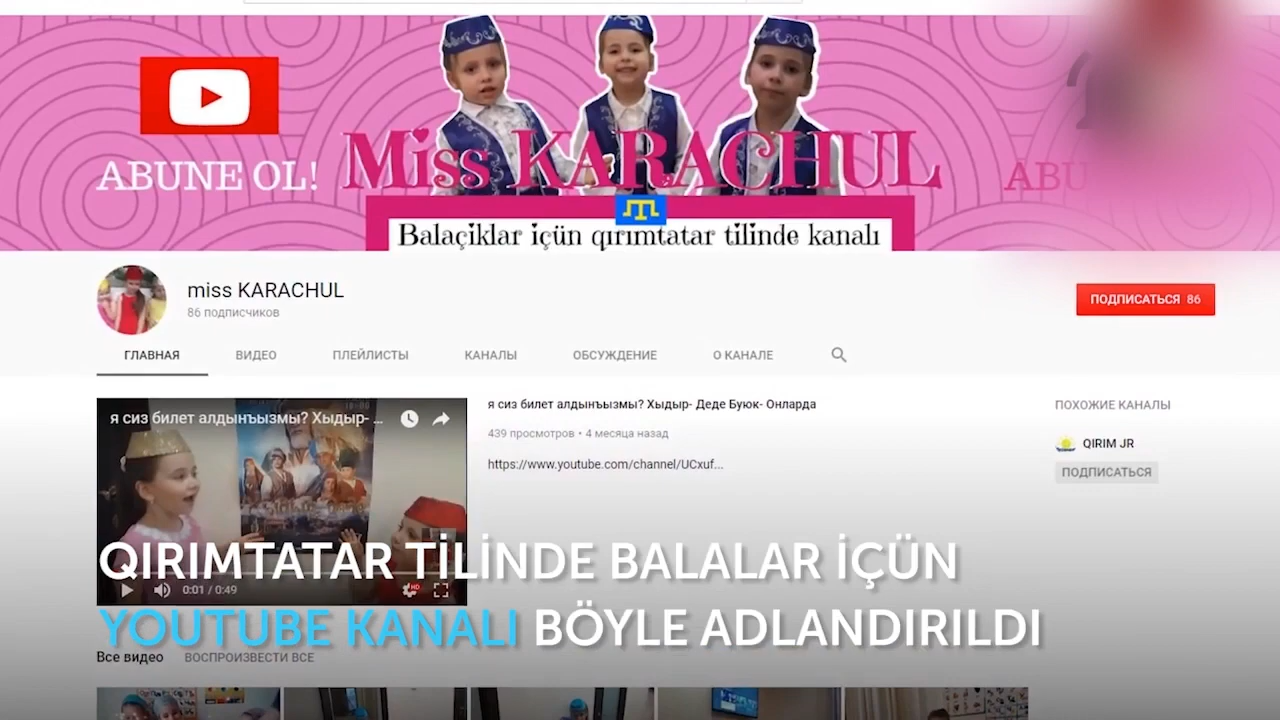 ABUNE OL!
Miss KARACHUL
ABU
Balaçiklar içün qırımtatar tilinde kanalı
miss KARACHUL
86 подписчиков
ПОДПИСАТЬСЯ 86
ГЛАВНАЯ ВИДЕО ПЛЕЙЛИСТЫ КАНАЛЫ ОБСУЖДЕНИЕ О КАНАЛЕ
я сиз билет алдынъызмы? Хыдыр- ...
я сиз билет алдынъызмы? Хыдыр- Деде Буюк- Онларда
439 просмотров • 4 месяца назад
https://www.youtube.com/channel/UCxuf...
ПОХОЖИЕ КАНАЛЫ
QIRIM JR
ПОДПИСАТЬСЯ
QIRIMTATAR TİLİNDE BALALAR İÇÜN
0:01 / 0:49
HD
YOUTUBE KANALI BÖYLE ADLANDIRILDI
Все видео ВОСПРОИЗВЕСТИ ВСЕ